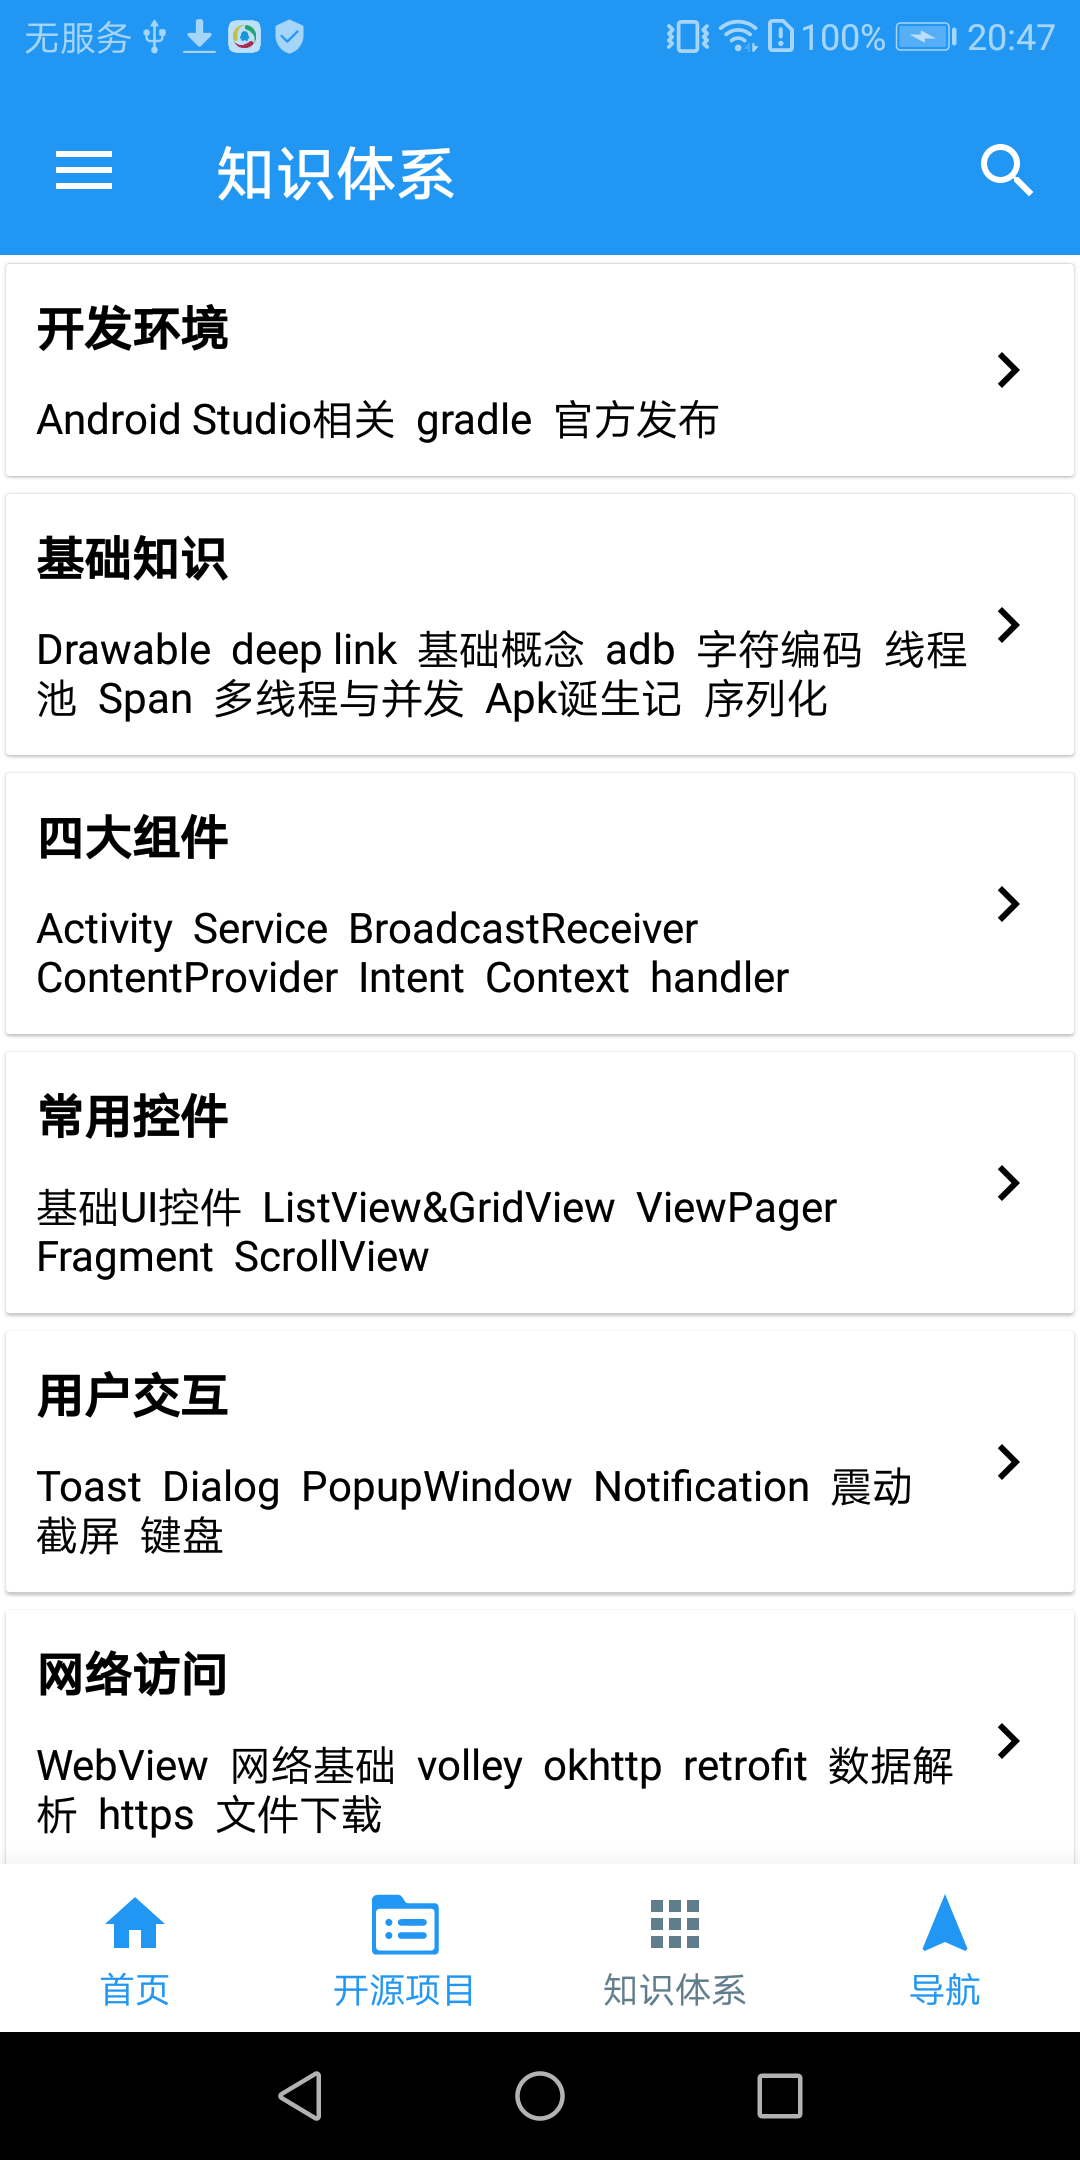 无服务 100% 20:47
知识体系
开发环境
Android Studio相关 gradle 官方发布
基础知识
Drawable deep link 基础概念 adb 字符编码 线程
池 Span 多线程与并发 Apk诞生记 序列化
四大组件
Activity Service BroadcastReceiver
ContentProvider Intent Context handler
常用控件
基础UI控件 ListView&GridView ViewPager
Fragment ScrollView
用户交互
Toast Dialog PopupWindow Notification 震动
截屏 键盘
网络访问
WebView 网络基础 volley okhttp retrofit 数据解
析 https 文件下载
首页 开源项目 知识体系 导航